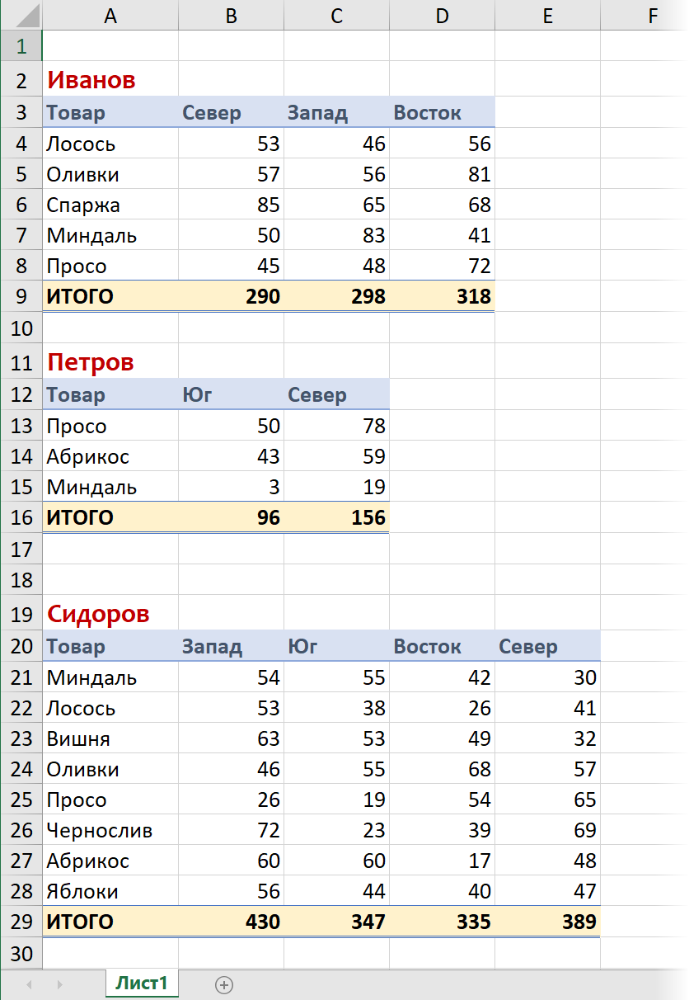 A B C D E F
1
2 Иванов
3 Товар Север Запад Восток
4 Лосось 53 46 56
5 Оливки 57 56 81
6 Спаржа 85 65 68
7 Миндаль 50 83 41
8 Просо 45 48 72
9 ИТОГО 290 298 318
10
11 Петров
12 Товар Юг Север
13 Просо 50 78
14 Абрикос 43 59
15 Миндаль 3 19
16 ИТОГО 96 156
17
18
19 Сидоров
20 Товар Запад Юг Восток Север
21 Миндаль 54 55 42 30
22 Лосось 53 38 26 41
23 Вишня 63 53 49 32
24 Оливки 46 55 68 57
25 Просо 26 19 54 65
26 Чернослив 72 23 39 69
27 Абрикос 60 60 17 48
28 Яблоки 56 44 40 47
29 ИТОГО 430 347 335 389
30
Лист1